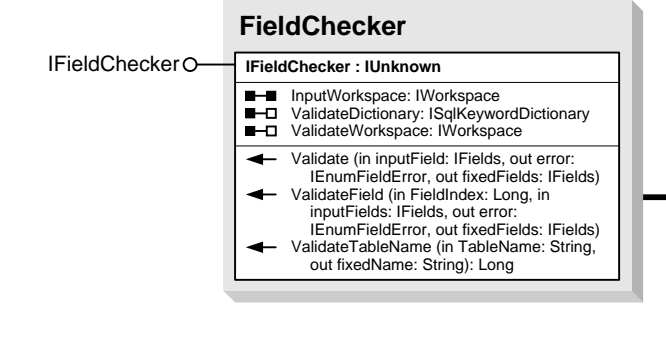 FieldChecker
IFieldChecker
IFieldChecker : IUnknown
InputWorkspace: IWorkspace
ValidateDictionary: ISqlKeywordDictionary
ValidateWorkspace: IWorkspace
Validate (in inputField: IFields, out error:
IEnumFieldError, out fixedFields: IFields)
ValidateField (in FieldIndex: Long, in
inputFields: IFields, out error:
IEnumFieldError, out fixedFields: IFields)
ValidateTableName (in TableName: String,
out fixedName: String): Long